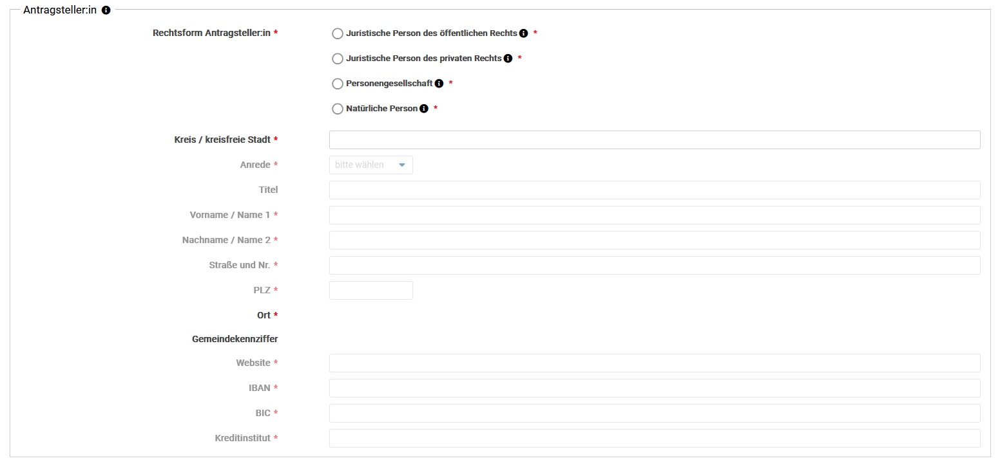 Antragsteller:in
Rechtsform Antragsteller:in *
Juristische Person des öffentlichen Rechts *
Juristische Person des privaten Rechts *
Personengesellschaft *
Natürliche Person *
Kreis / kreisfreie Stadt *
Anrede * bitte wählen
Titel
Vorname / Name 1 *
Nachname / Name 2 *
Straße und Nr. *
PLZ *
Ort *
Gemeindekennziffer
Website *
IBAN *
BIC *
Kreditinstitut *